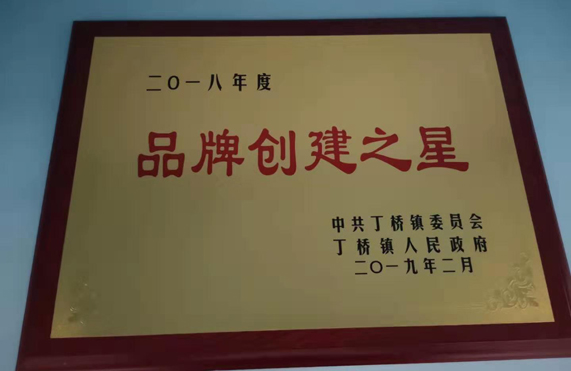 二〇一八年度
品牌创建之星
中共丁桥镇委员会
丁桥镇人民政府
二〇一九年二月